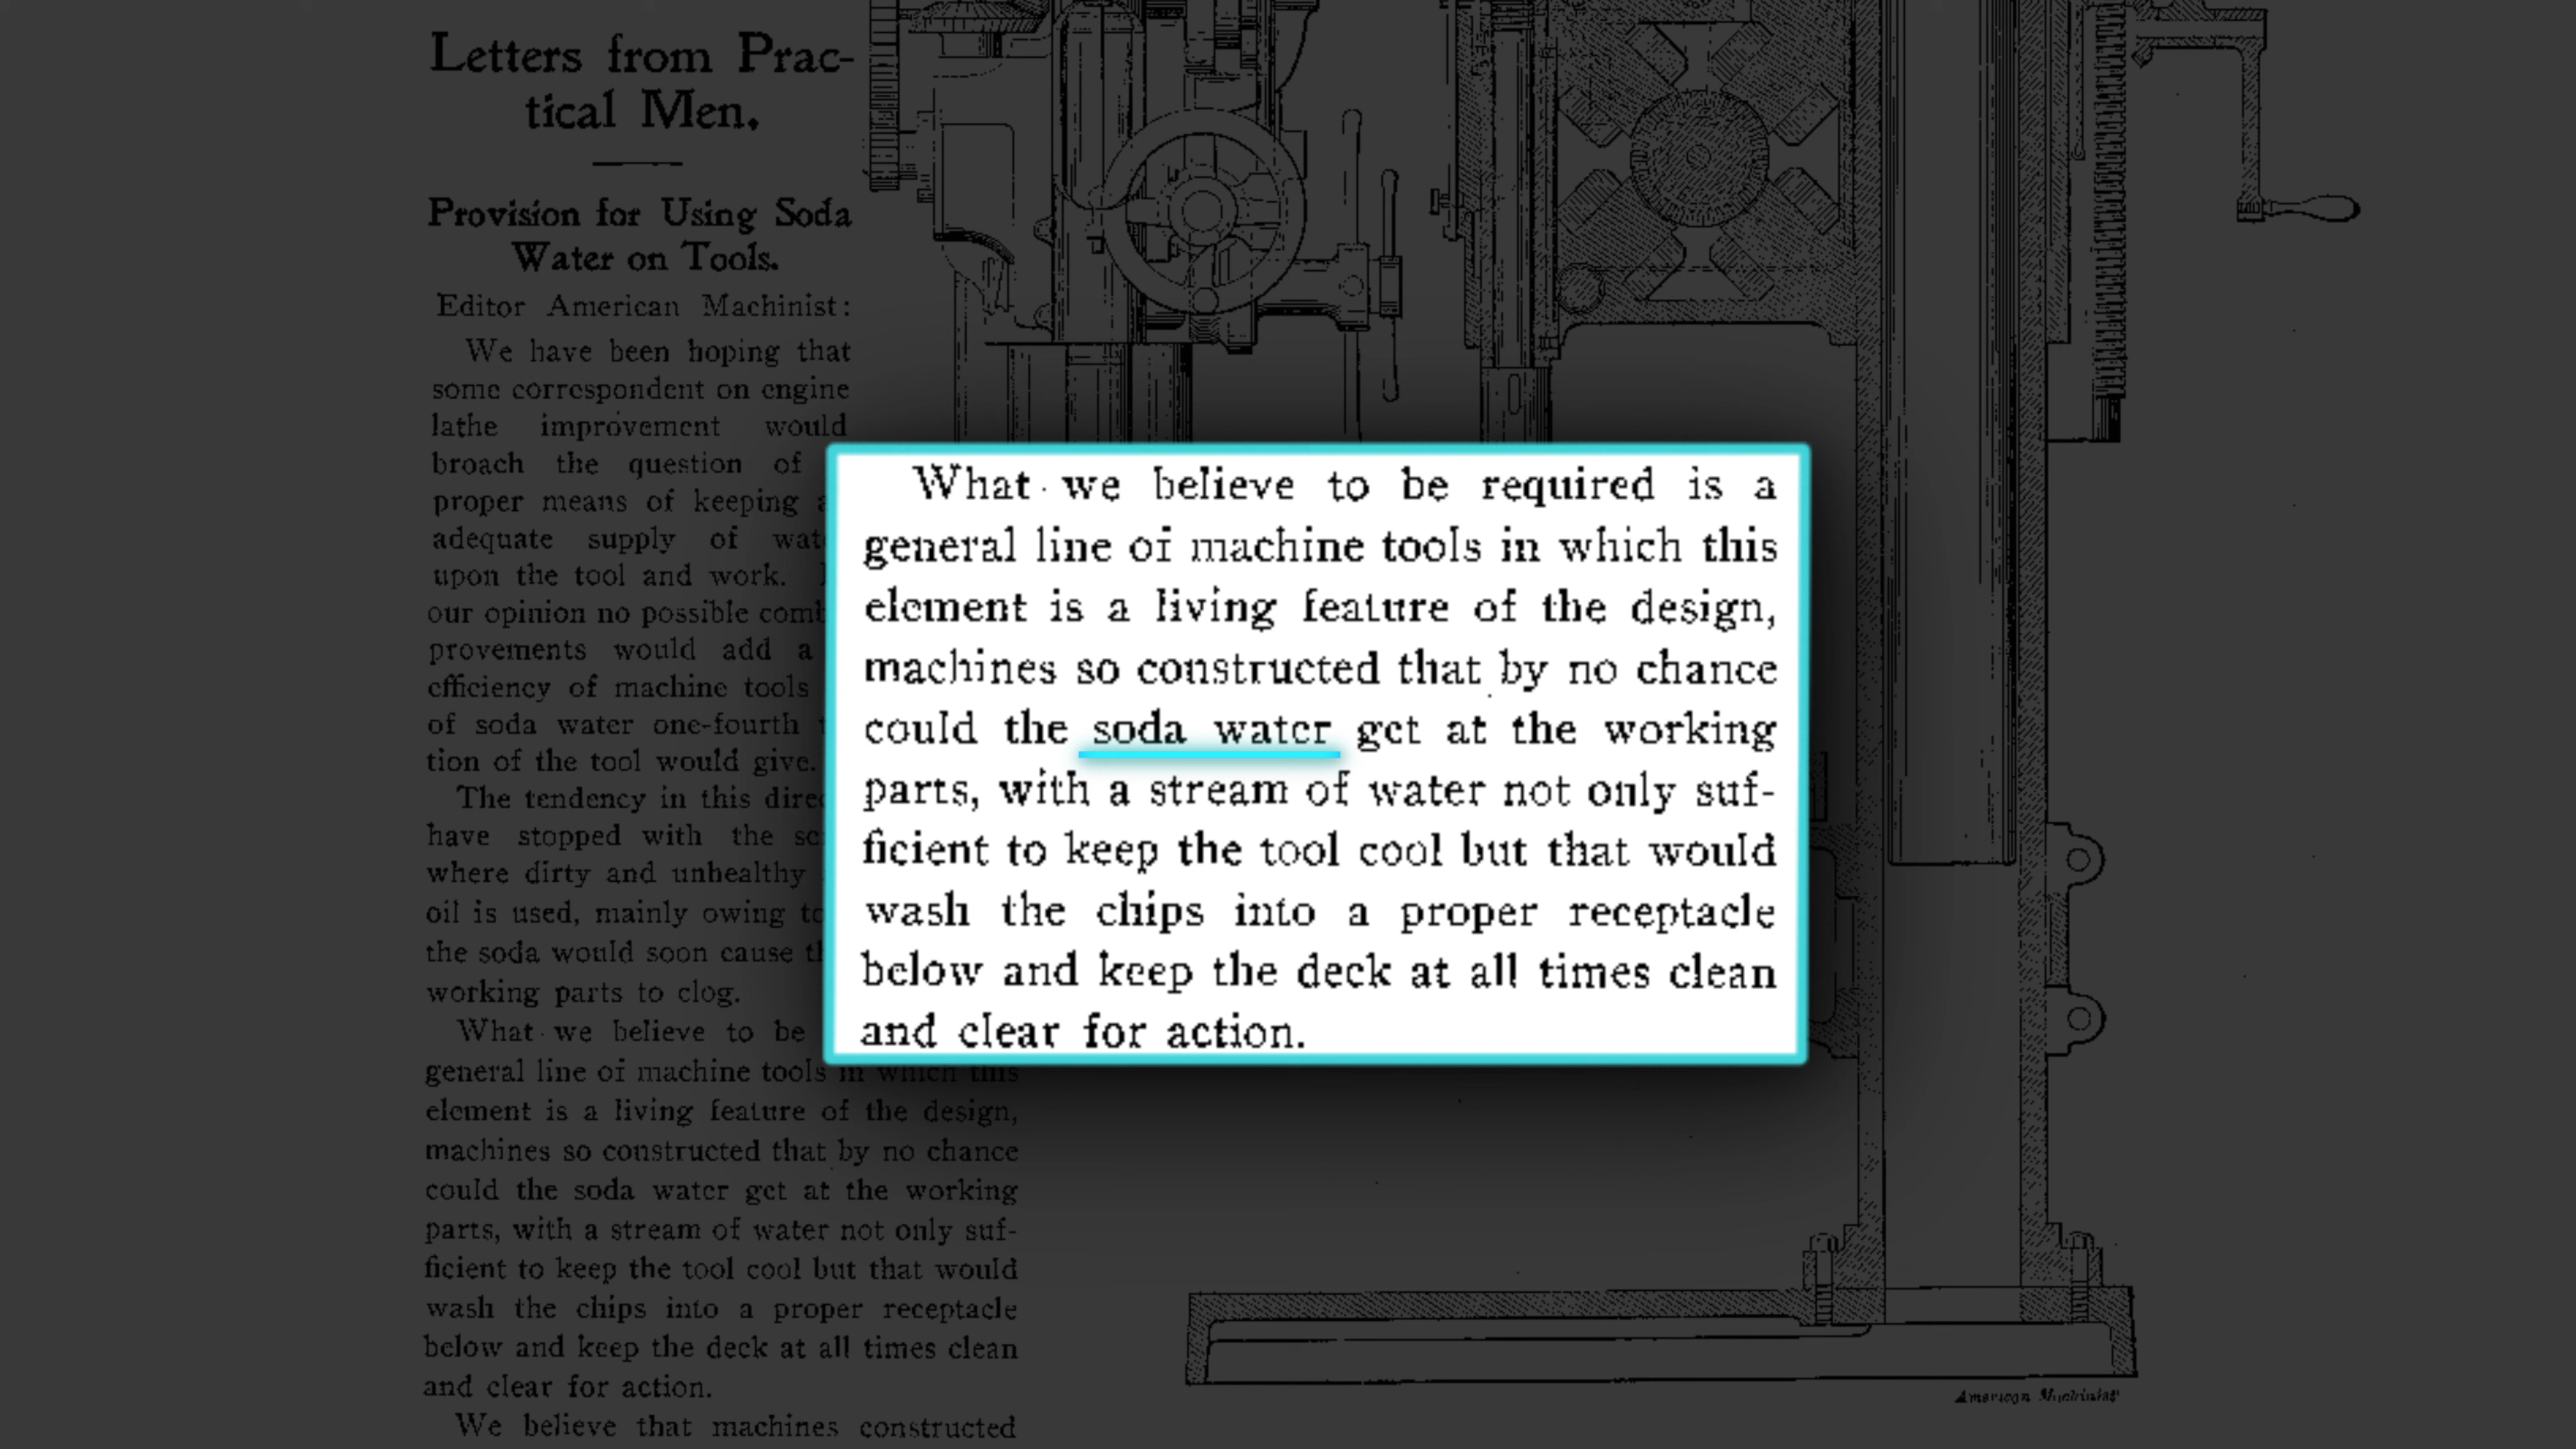 Letters from Prac-
tical Men.
Provision for Using Soda
Water on Tools.
Editor American Machinist:
We have been hoping that
some correspondent on engine
lathe improvement would
broach the question of
proper means of keeping
adequate supply of
upon the tool and work.
our opinion no possible
provements would add a
efficiency of machine tools
of soda water one-fourth
tion of the tool would give.
The tendency in this
have stopped with the
where dirty and unhealthy
oil is used, mainly owing
the soda would soon cause
working parts to clog.
What we believe to be
general line of machine tools in which this
element is a living feature of the design,
machines so constructed that by no chance
could the soda water get at the working
parts, with a stream of water not only suf-
ficient to keep the tool cool but that would
wash the chips into a proper receptacle
below and keep the deck at all times clean
and clear for action.
We believe that machines constructed
What we believe to be required is a
general line of machine tools in which this
element is a living feature of the design,
machines so constructed that by no chance
could the soda water get at the working
parts, with a stream of water not only suf-
ficient to keep the tool cool but that would
wash the chips into a proper receptacle
below and keep the deck at all times clean
and clear for action.
American Machinist